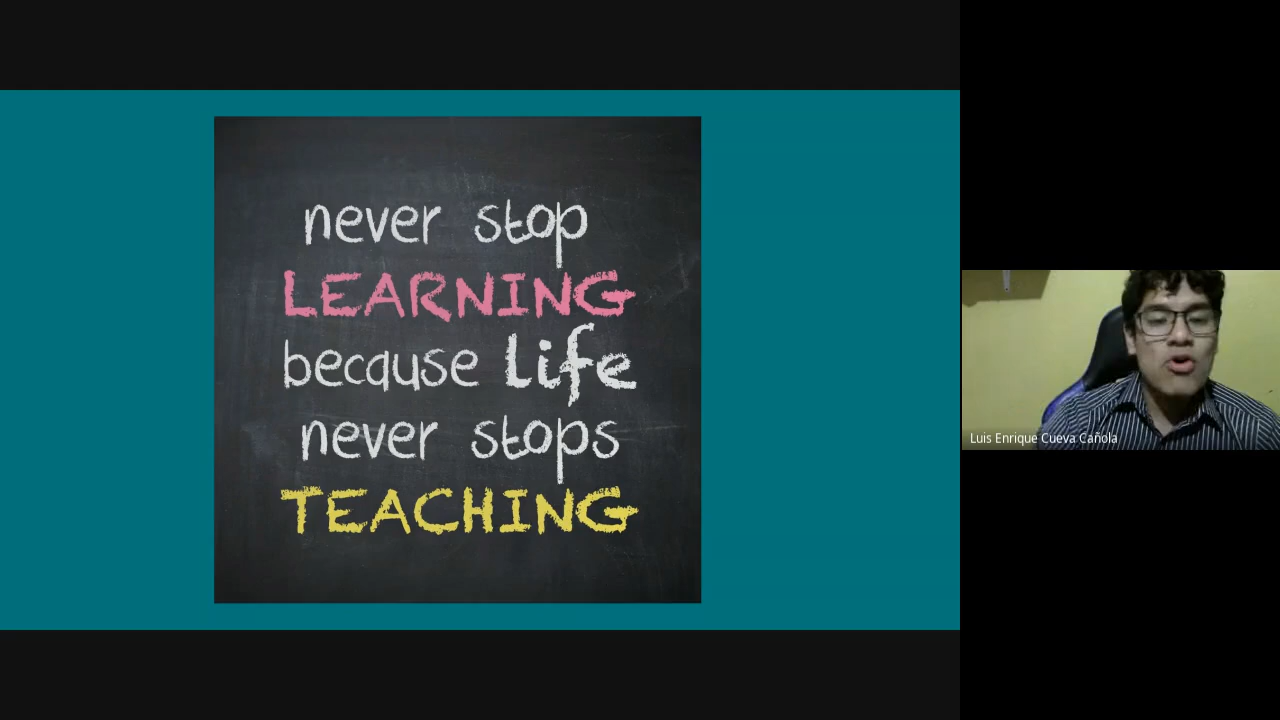 never stop
LEARNING
because life
never stops
TEACHING
Luis Enrique Cueva Cañola